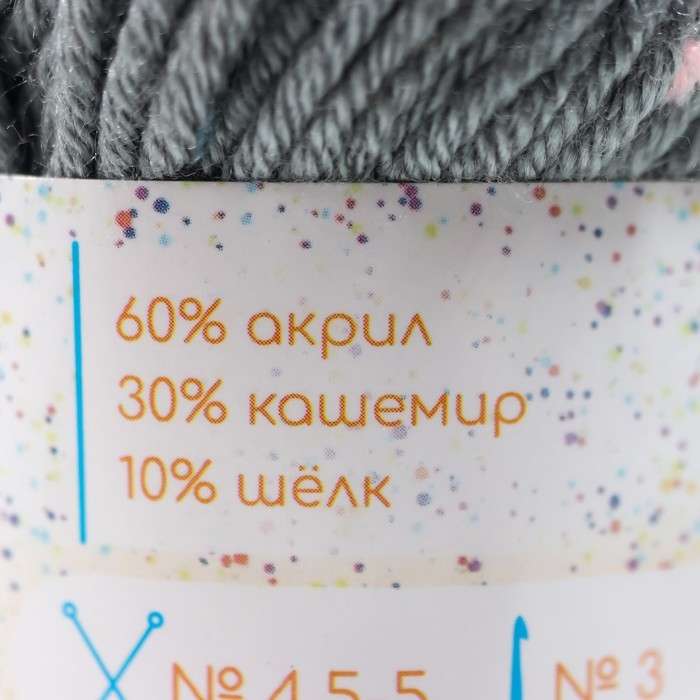 60% акрил
30% кашемир
10% шёлк
№ 4,5-5 № 3